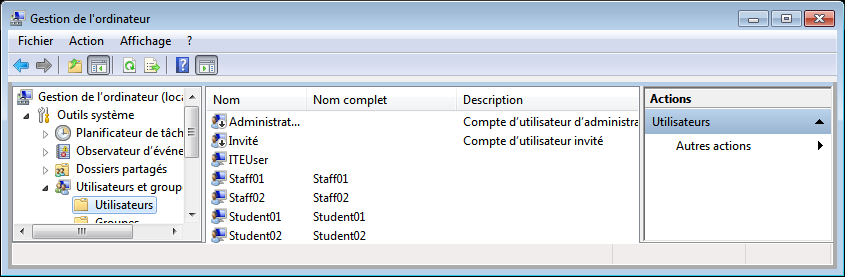 Gestion de l'ordinateur
Fichier Action Affichage ?
Gestion de l'ordinateur (loca
Outils système
Planificateur de tâch
Observateur d'événe
Dossiers partagés
Utilisateurs et groupe
Utilisateurs
Groupes
Nom Nom complet Description
Administrat... Compte d'utilisateur d'administra
Invité Compte d'utilisateur invité
ITEUser
Staff01 Staff01
Staff02 Staff02
Student01 Student01
Student02 Student02
Actions
Utilisateurs
Autres actions